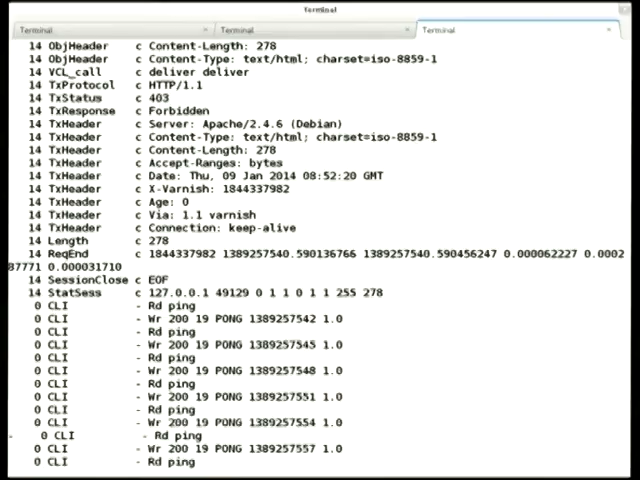 Terminal
Terminal Terminal Terminal
14 ObjHeader c Content-Length: 278
14 ObjHeader c Content-Type: text/html; charset=iso-8859-1
14 VCL_call c deliver deliver
14 TxProtocol c HTTP/1.1
14 TxStatus c 403
14 TxResponse c Forbidden
14 TxHeader c Server: Apache/2.4.6 (Debian)
14 TxHeader c Content-Type: text/html; charset=iso-8859-1
14 TxHeader c Content-Length: 278
14 TxHeader c Accept-Ranges: bytes
14 TxHeader c Date: Thu, 09 Jan 2014 08:52:20 GMT
14 TxHeader c X-Varnish: 1844337982
14 TxHeader c Age: 0
14 TxHeader c Via: 1.1 varnish
14 TxHeader c Connection: keep-alive
14 Length c 278
14 ReqEnd c 1844337982 1389257540.590136766 1389257540.590456247 0.000062227 0.0002
87771 0.000031710
14 SessionClose c EOF
14 StatSess c 127.0.0.1 49129 0 1 1 0 1 1 255 278
0 CLI - Rd ping
0 CLI - Wr 200 19 PONG 1389257542 1.0
0 CLI - Rd ping
0 CLI - Wr 200 19 PONG 1389257545 1.0
0 CLI - Rd ping
0 CLI - Wr 200 19 PONG 1389257548 1.0
0 CLI - Rd ping
0 CLI - Wr 200 19 PONG 1389257551 1.0
0 CLI - Rd ping
0 CLI - Wr 200 19 PONG 1389257554 1.0
- 0 CLI - Rd ping
0 CLI - Wr 200 19 PONG 1389257557 1.0
0 CLI - Rd ping